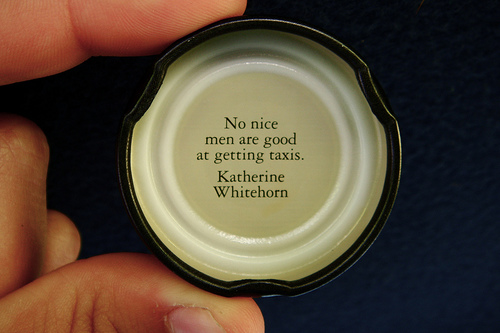 No nice
men are good
at getting taxis.
Katherine
Whitehorn